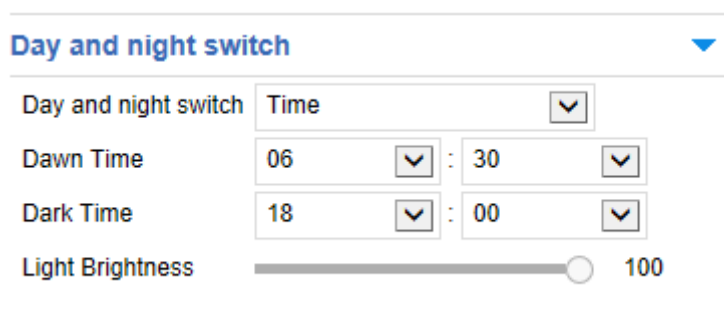 Day and night switch
Day and night switch Time
Dawn Time 06 : 30
Dark Time 18 : 00
Light Brightness 100